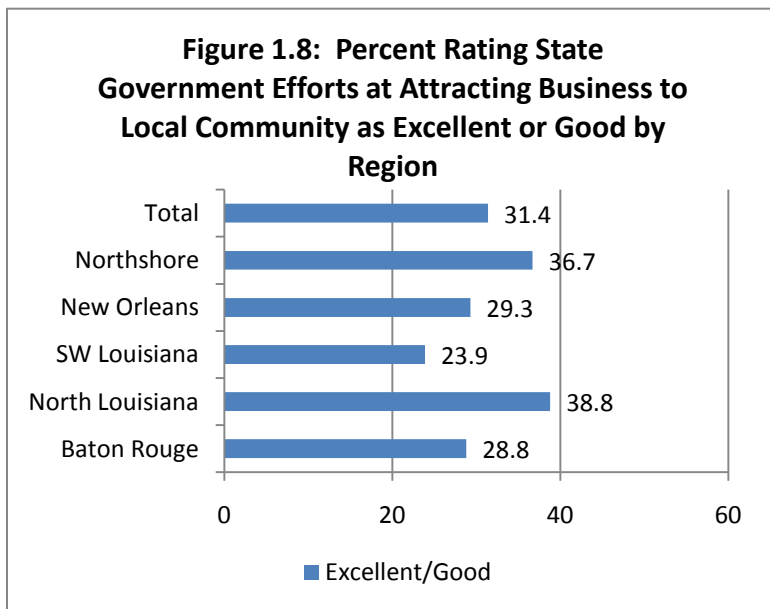 Figure 1.8: Percent Rating State
Government Efforts at Attracting Business to
Local Community as Excellent or Good by
Region
Total 31.4
Northshore 36.7
New Orleans 29.3
SW Louisiana 23.9
North Louisiana 38.8
Baton Rouge 28.8
0 20 40 60
Excellent/Good